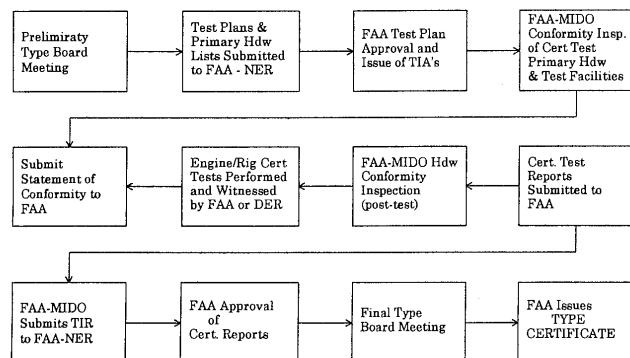 Prelimiraty
Type Board
Meeting
Test Plans &
Primary Hdw
Lists Submitted
to FAA - NER
FAA Test Plan
Approval and
Issue of TIA's
FAA-MIDO
Conformity Insp.
of Cert Test
Primary Hdw
& Test Facilities
Submit
Statement of
Conformity to
FAA
Engine/Rig Cert
Tests Performed
and Witnessed
by FAA or DER
FAA-MIDO Hdw
Conformity
Inspection
(post-test)
Cert. Test
Reports
Submitted to
FAA
FAA-MIDO
Submits TIR
to FAA-NER
FAA Approval
of
Cert. Reports
Final Type
Board Meeting
FAA Issues
TYPE
CERTIFICATE